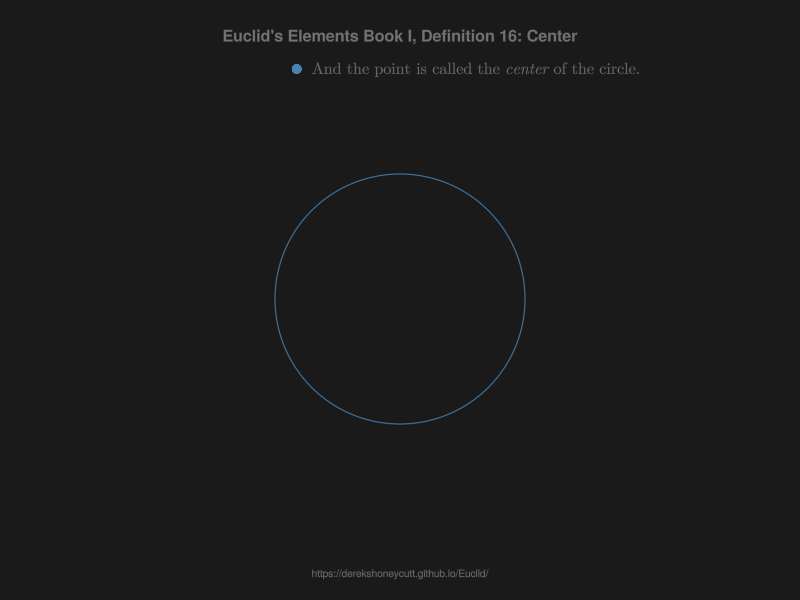 Euclid's Elements Book I, Definition 16: Center
And the point is called the center of the circle.
https://derekshoneycutt.github.io/Euclid/